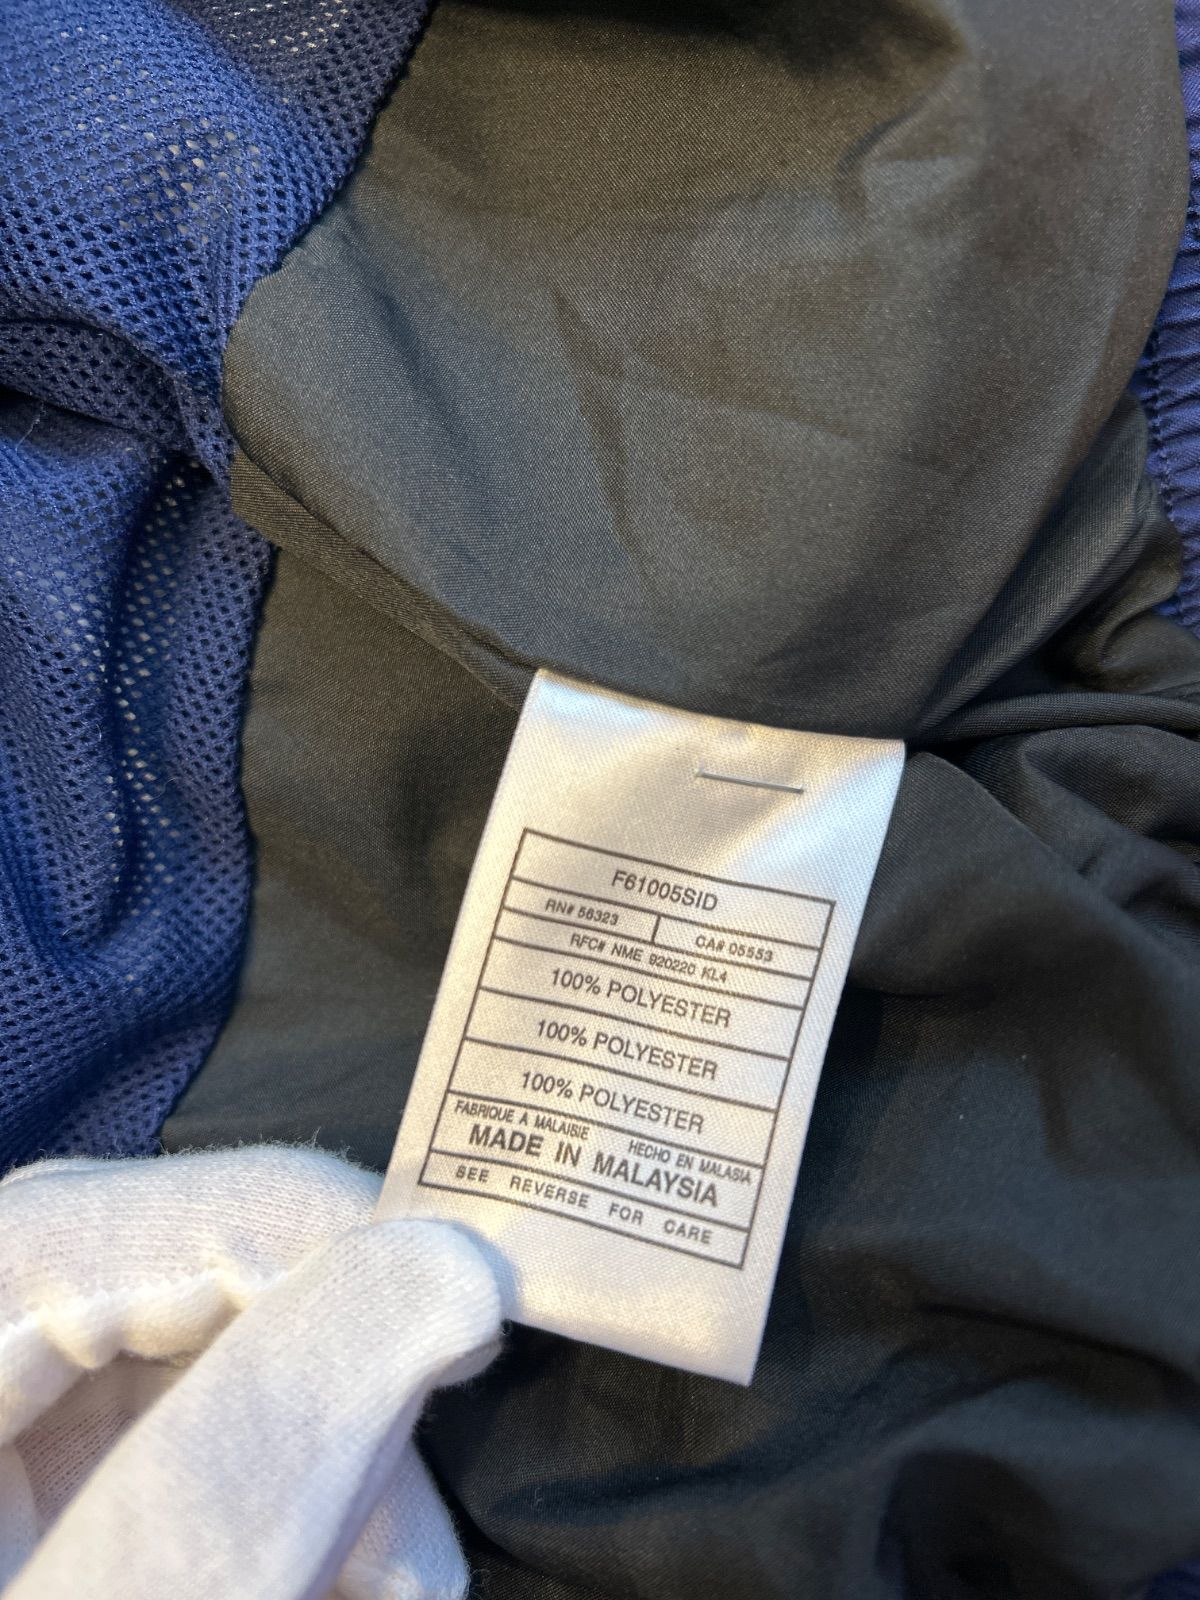 F61005SID
RN# 56323 CA# 05553
RFC# NME 920220 KL4
100% POLYESTER
100% POLYESTER
100% POLYESTER
FABRIQUE A MALAISIE HECHO EN MALASIA
MADE IN MALAYSIA
SEE REVERSE FOR CARE